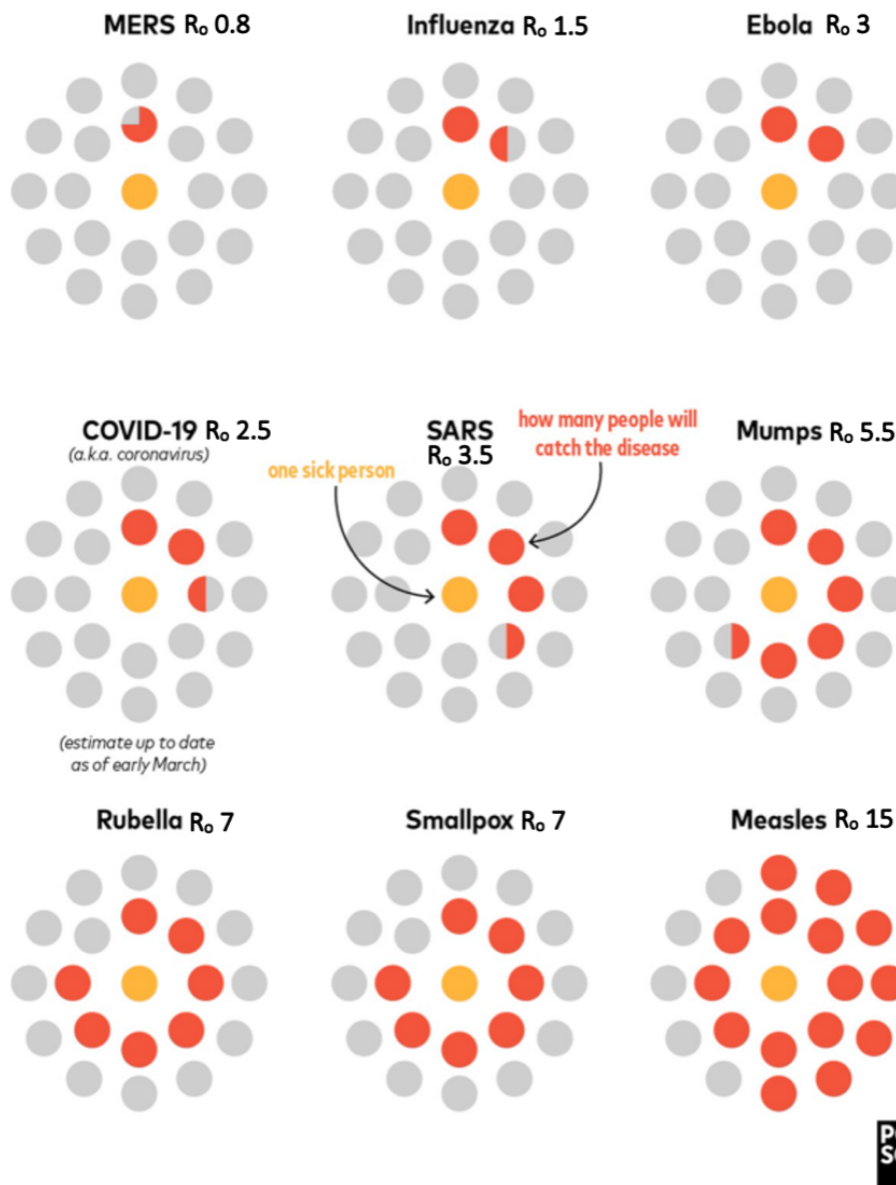 MERS R₀ 0.8
Influenza R₀ 1.5
Ebola R₀ 3
COVID-19 R₀ 2.5
(a.k.a. coronavirus)
one sick person
SARS
R₀ 3.5
how many people will
catch the disease
Mumps R₀ 5.5
(estimate up to date
as of early March)
Rubella R₀ 7
Smallpox R₀ 7
Measles R₀ 15